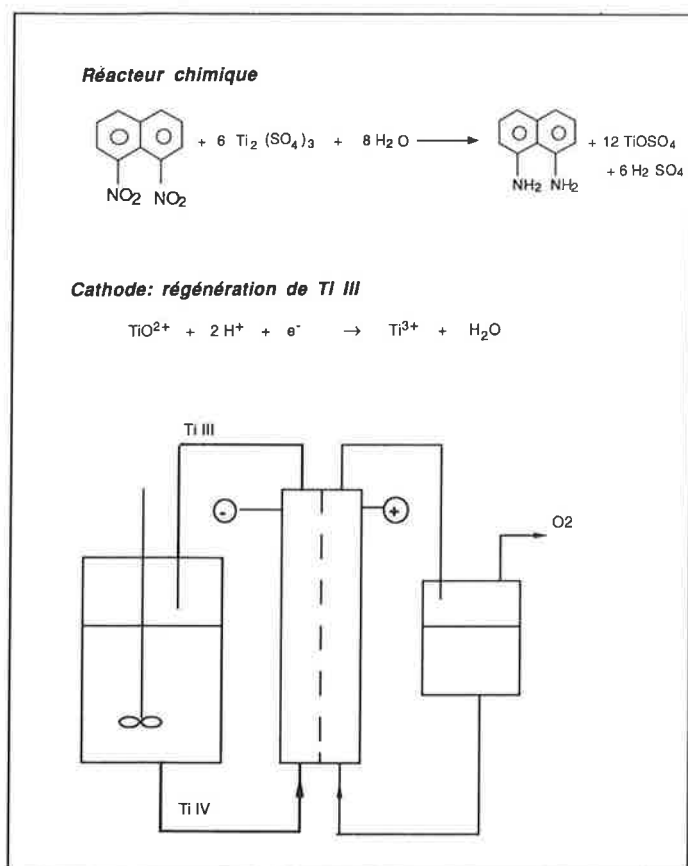 Réacteur chimique
+ 6 Ti2 (SO4)3 + 8 H2O → + 12 TiOSO4
NO2 NO2 NH2 NH2 + 6 H2 SO4
Cathode: régénération de Ti III
TiO2+ + 2 H+ + e- → Ti3+ + H2O
Ti III
- +
O2
Ti IV